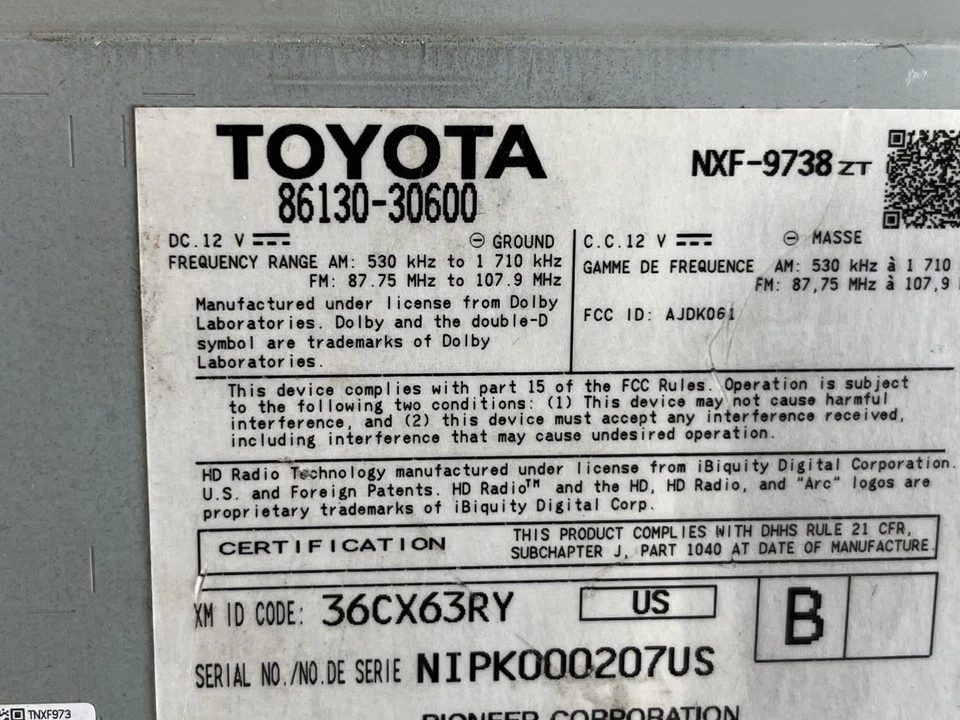 TOYOTA
86130-30600
NXF-9738 ZT
DC.12 V
⊖ GROUND
FREQUENCY RANGE AM: 530 kHz to 1 710 kHz
FM: 87.75 MHz to 107.9 MHz
Manufactured under license from Dolby
Laboratories. Dolby and the double-D
symbol are trademarks of Dolby
Laboratories.
C.C.12 V
⊖ MASSE
GAMME DE FREQUENCE AM: 530 kHz à 1 710
FM: 87,75 MHz à 107,9
FCC ID: AJDK061
This device complies with part 15 of the FCC Rules. Operation is subject
to the following two conditions: (1) This device may not cause harmful
interference, and (2) this device must accept any interference received,
including interference that may cause undesired operation.
HD Radio Technology manufactured under license from iBiquity Digital Corporation.
U.S. and Foreign Patents. HD Radio™ and the HD, HD Radio, and "Arc" logos are
proprietary trademarks of iBiquity Digital Corp.
CERTIFICATION
THIS PRODUCT COMPLIES WITH DHHS RULE 21 CFR,
SUBCHAPTER J, PART 1040 AT DATE OF MANUFACTURE.
XM ID CODE: 36CX63RY
US
B
SERIAL NO./NO.DE SERIE NIPK000207US
PIONEER CORPORATION
TNXF973